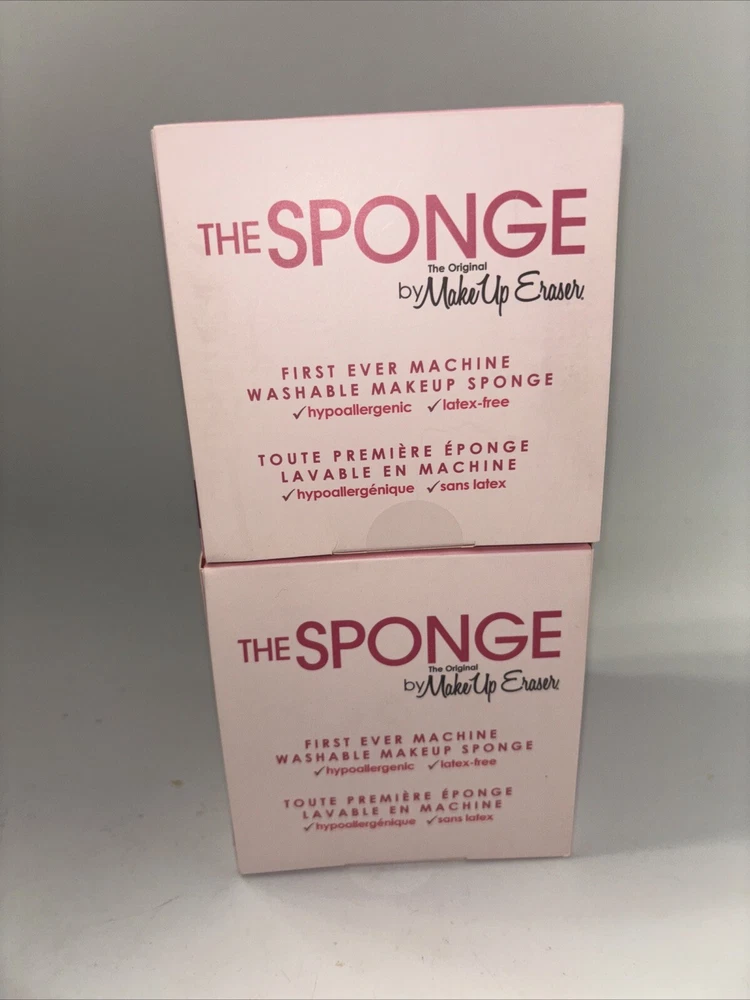 THE SPONGE
The Original
by MakeUp Eraser.
FIRST EVER MACHINE
WASHABLE MAKEUP SPONGE
✓hypoallergenic ✓latex-free
TOUTE PREMIÈRE ÉPONGE
LAVABLE EN MACHINE
✓hypoallergénique ✓sans latex
THE SPONGE
The Original
by MakeUp Eraser.
FIRST EVER MACHINE
WASHABLE MAKEUP SPONGE
✓hypoallergenic ✓latex-free
TOUTE PREMIÈRE ÉPONGE
LAVABLE EN MACHINE
✓hypoallergénique ✓sans latex